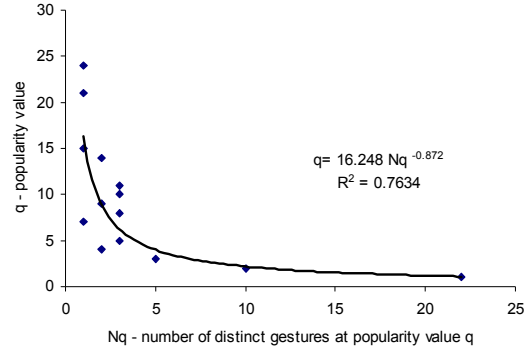 30
25
20
15
10
5
0
q - popularity value
q= 16.248 Nq -0.872
R2 = 0.7634
0 5 10 15 20 25
Nq - number of distinct gestures at popularity value q